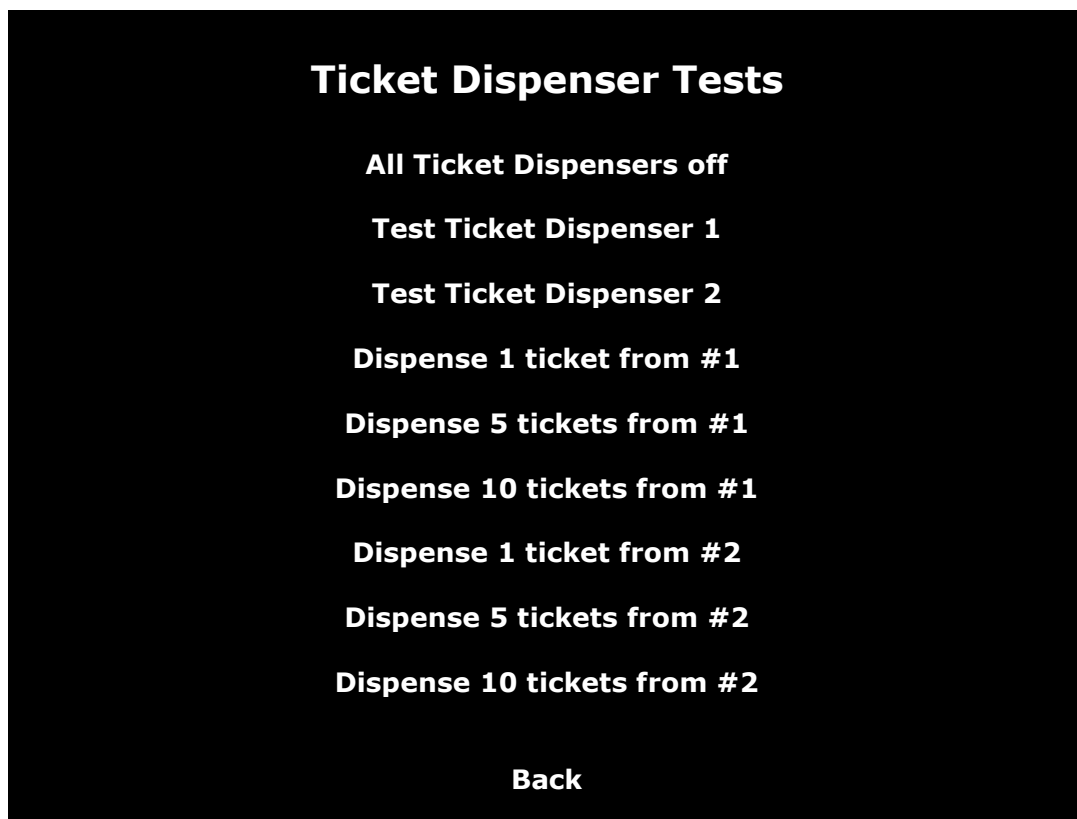 Ticket Dispenser Tests
All Ticket Dispensers off
Test Ticket Dispenser 1
Test Ticket Dispenser 2
Dispense 1 ticket from #1
Dispense 5 tickets from #1
Dispense 10 tickets from #1
Dispense 1 ticket from #2
Dispense 5 tickets from #2
Dispense 10 tickets from #2
Back